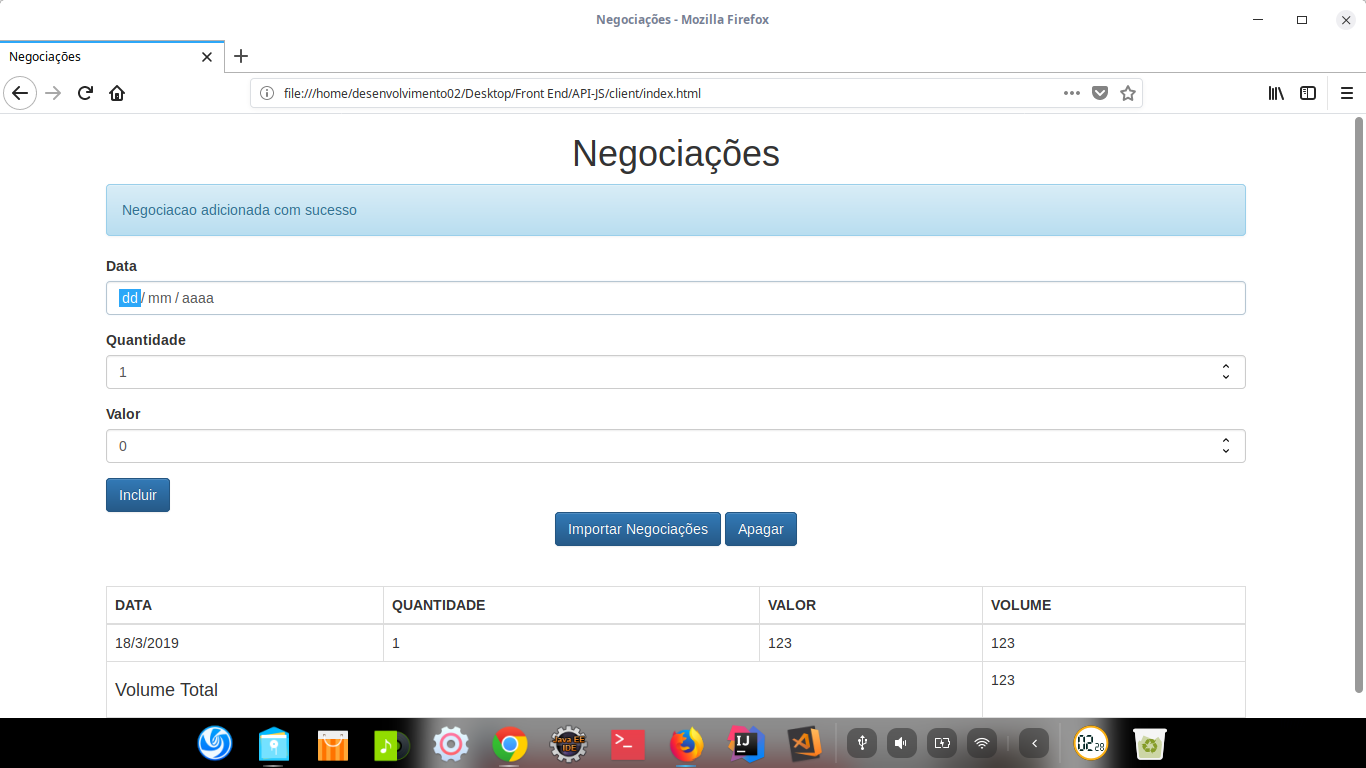 Negociações - Mozilla Firefox
Negociações
file:///home/desenvolvimento02/Desktop/Front End/API-JS/client/index.html
Negociações
Negociacao adicionada com sucesso
Data
dd / mm / aaaa
Quantidade
1
Valor
0
Incluir
Importar Negociações Apagar
DATA QUANTIDADE VALOR VOLUME
18/3/2019 1 123 123
Volume Total 123
Java EE IDE
IJ
02 28